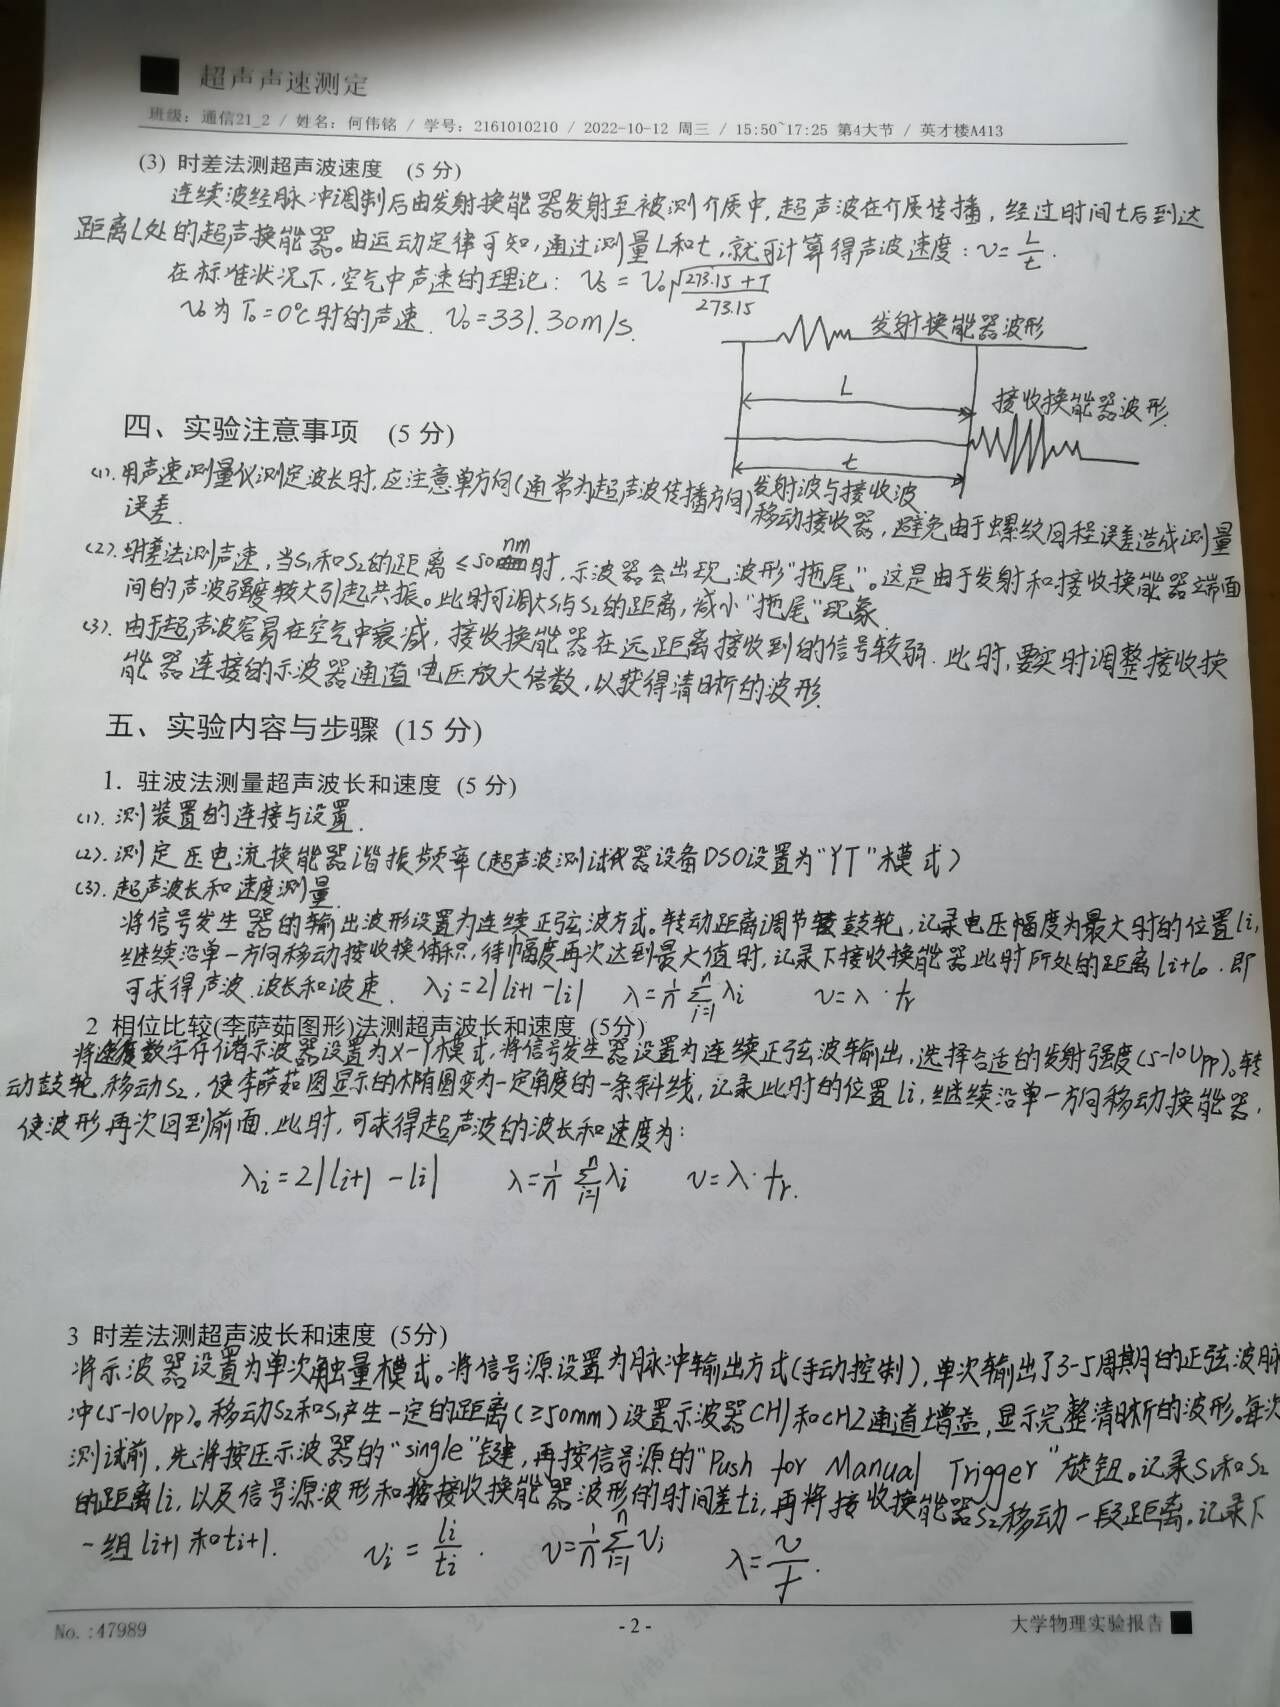 超声声速测定
班级：通信21_2 / 姓名：何伟铭 / 学号：2161010210 / 2022-10-12 周三 / 15:50~17:25 第4大节 / 英才楼A413
(3) 时差法测超声波速度 (5 分)
连续波经脉冲调制后由发射换能器发射至被测介质中，超声波在介质传播，经过时间t后到达
距离L处的超声换能器。由运动定律可知，通过测量L和t，就可计算得声波速度：v=L/t.
在标准状况下，空气中声速的理论：Vs = V₀√((273.15+T)/273.15)
V₀为T₀=0℃时的声速. V₀=331.30m/s.
发射换能器波形
L
接收换能器波形.
t
发射波与接收波
四、实验注意事项 (5 分)
(1). 用声速测量仪测定波长时，应注意单方向(通常为超声波传播方向)移动接收器，避免由于螺纹回程误差造成测量
误差.
(2). 时差法测声速，当S₁和S₂的距离≤50mm时，示波器会出现波形"拖尾"。这是由于发射和接收换能器端面
间的声波强度较大引起共振。此时可调大S₁与S₂的距离，减小"拖尾"现象.
(3). 由于超声波容易在空气中衰减，接收换能器在远距离接收到的信号较弱. 此时，要实时调整接收换
能器连接的示波器通道电压放大倍数，以获得清晰的波形.
五、实验内容与步骤 (15 分)
1. 驻波法测量超声波长和速度 (5 分)
(1). 测装置的连接与设置.
(2). 测定压电流换能器谐振频率(超声波测试仪器设备DSO设置为"YT"模式)
(3). 超声波长和速度测量.
将信号发生器的输出波形设置为连续正弦波方式。转动距离调节鼓轮，记录电压幅度为最大时的位置li,
继续沿单一方向移动接收换能器，待幅度再次达到最大值时，记录下接收换能器此时所处的距离li+1. 即
可求得声波.波长和波速. λi=2|li+1-li| λ=1/n Σ(i=1→n) λi v=λ·fr
2 相位比较(李萨茹图形)法测超声波长和速度 (5分)
将数字存储示波器设置为X-Y模式，将信号发生器设置为连续正弦波输出，选择合适的发射强度(5-10Vpp)。转
动鼓轮，移动S₂，使李萨茹图显示的椭圆变为一定角度的一条斜线，记录此时的位置li，继续沿单一方向移动换能器，
使波形再次回到前面. 此时，可求得超声波的波长和速度为：
λi=2|li+1-li| λ=1/n Σ(i=1→n) λi v=λ·fr.
3 时差法测超声波长和速度 (5分)
将示波器设置为单次触量模式。将信号源设置为脉冲输出方式(手动控制)，单次输出了3-5周期的正弦波脉
冲(5-10Vpp)。移动S₂和S₁产生一定的距离(≥50mm)设置示波器CH1和CH2通道增益，显示完整清晰的波形。每次
测试前，先将按压示波器的"single"键，再按信号源的"Push for Manual Trigger"旋钮。记录S₁和S₂
的距离li，以及信号源波形和接收换能器波形的时间差ti，再将接收换能器S₂移动一段距离。记录下
一组li+1和ti+1. vi=li/ti. v=1/n Σ(i=1→n) vi λ=v/f.
No. :47989
- 2 -
大学物理实验报告